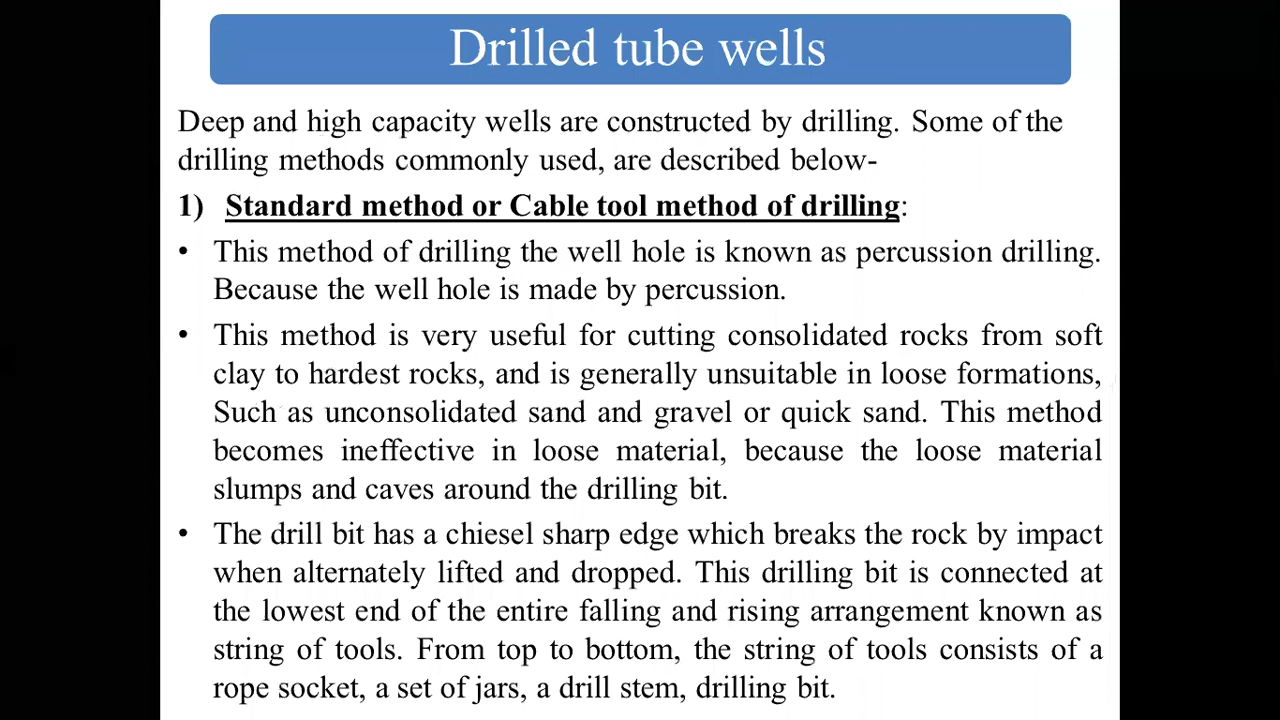 Drilled tube wells
Deep and high capacity wells are constructed by drilling. Some of the
drilling methods commonly used, are described below-
1) Standard method or Cable tool method of drilling:
• This method of drilling the well hole is known as percussion drilling.
Because the well hole is made by percussion.
• This method is very useful for cutting consolidated rocks from soft
clay to hardest rocks, and is generally unsuitable in loose formations,
Such as unconsolidated sand and gravel or quick sand. This method
becomes ineffective in loose material, because the loose material
slumps and caves around the drilling bit.
• The drill bit has a chiesel sharp edge which breaks the rock by impact
when alternately lifted and dropped. This drilling bit is connected at
the lowest end of the entire falling and rising arrangement known as
string of tools. From top to bottom, the string of tools consists of a
rope socket, a set of jars, a drill stem, drilling bit.